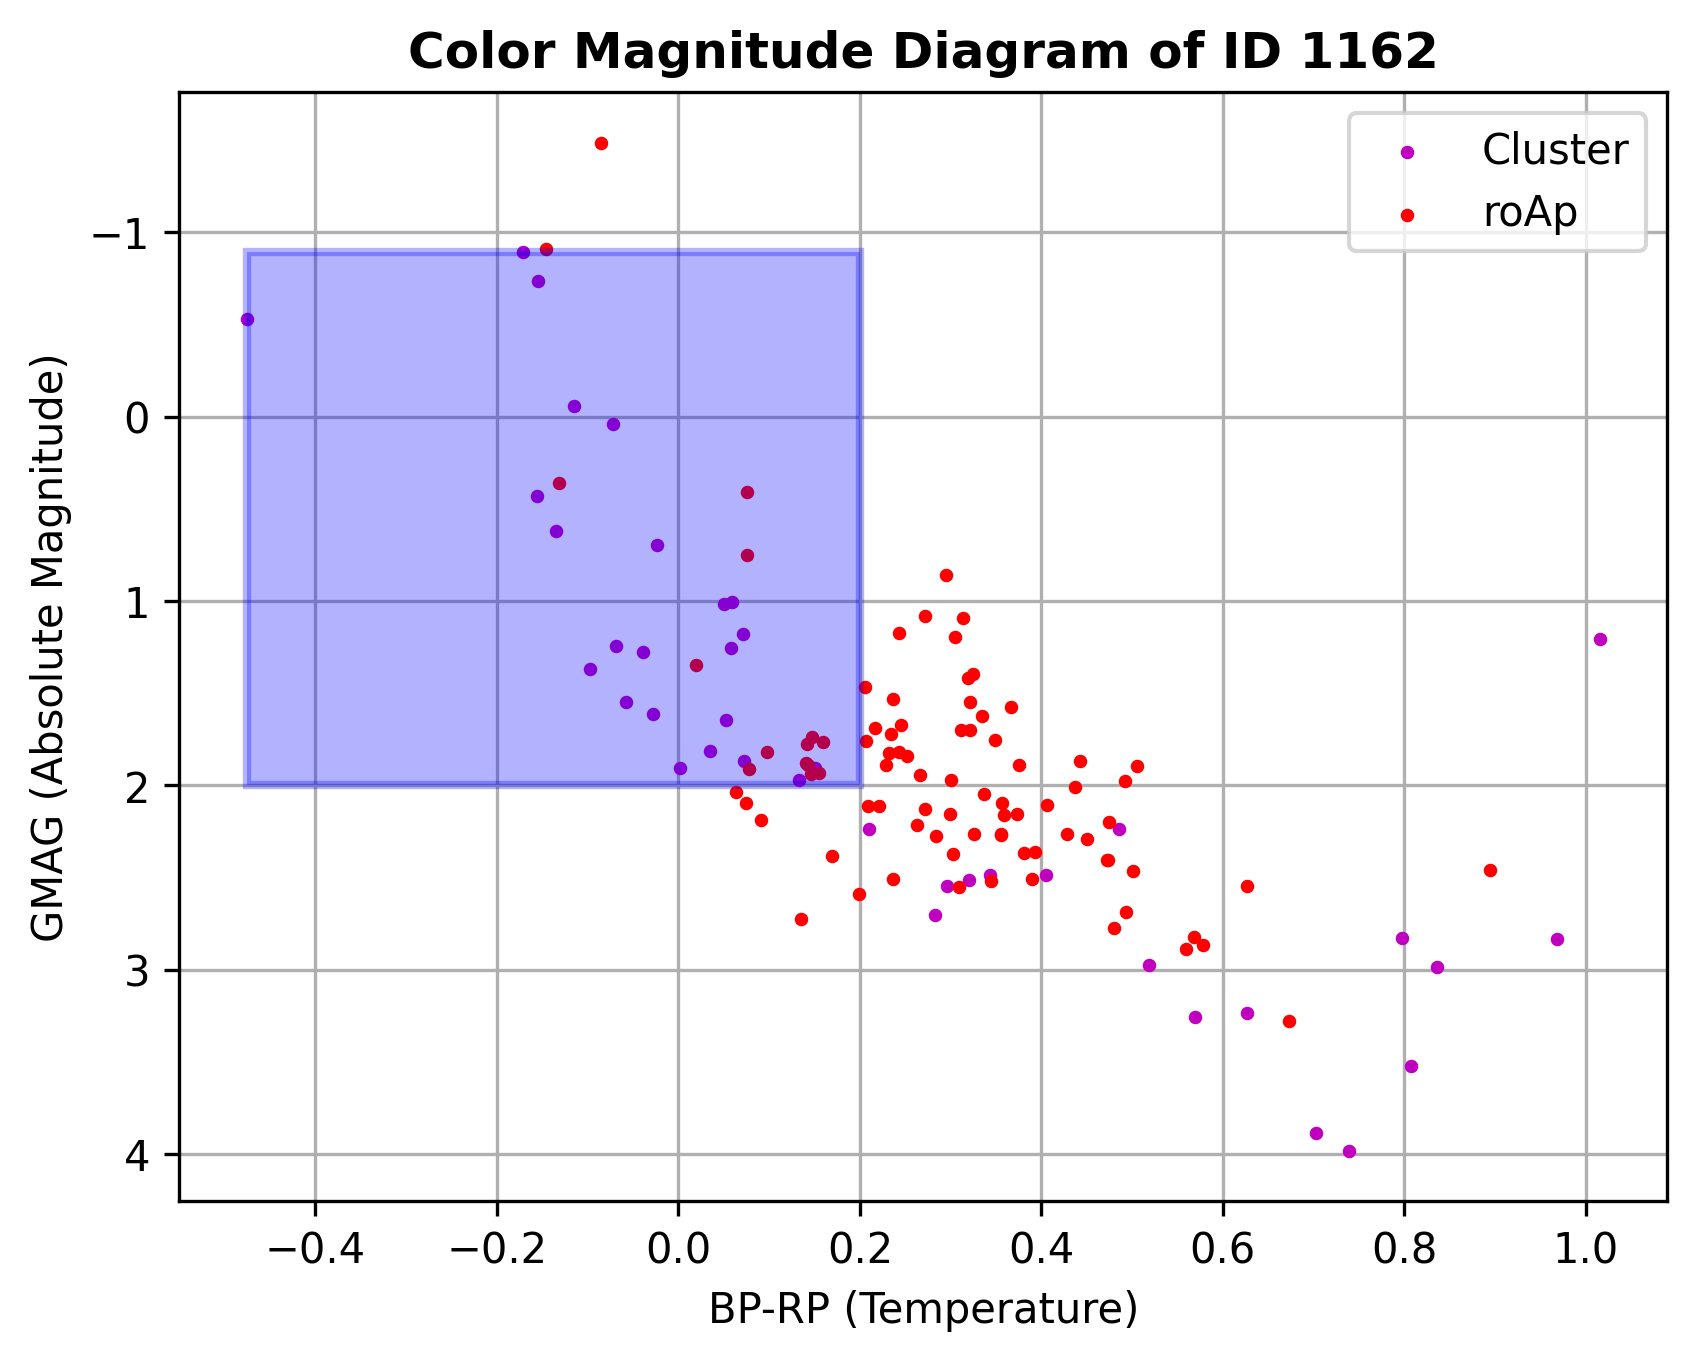 Color Magnitude Diagram of ID 1162
Cluster
roAp
GMAG (Absolute Magnitude)
−1
0
1
2
3
4
−0.4 −0.2 0.0 0.2 0.4 0.6 0.8 1.0
BP-RP (Temperature)